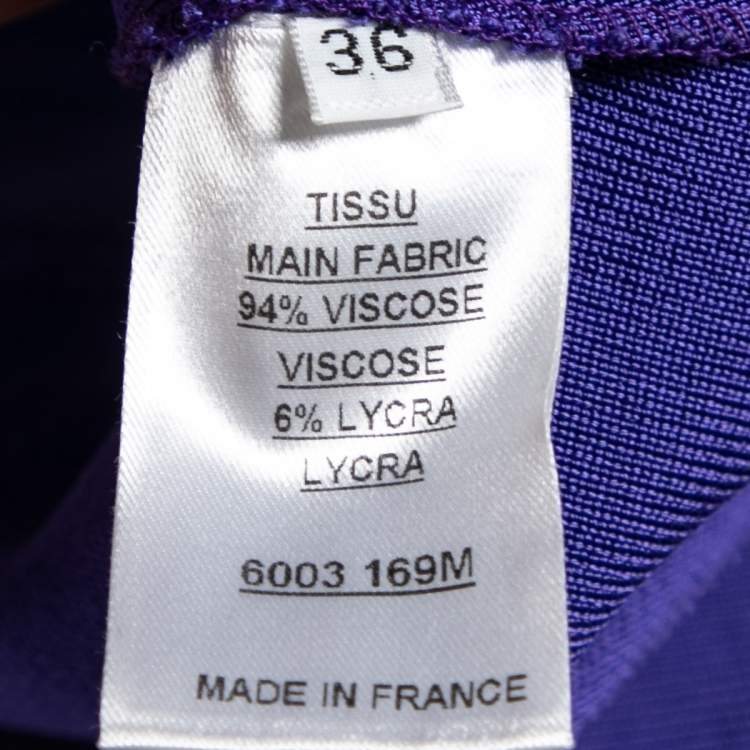 36
TISSU
MAIN FABRIC
94% VISCOSE
VISCOSE
6% LYCRA
LYCRA
6003 169M
MADE IN FRANCE